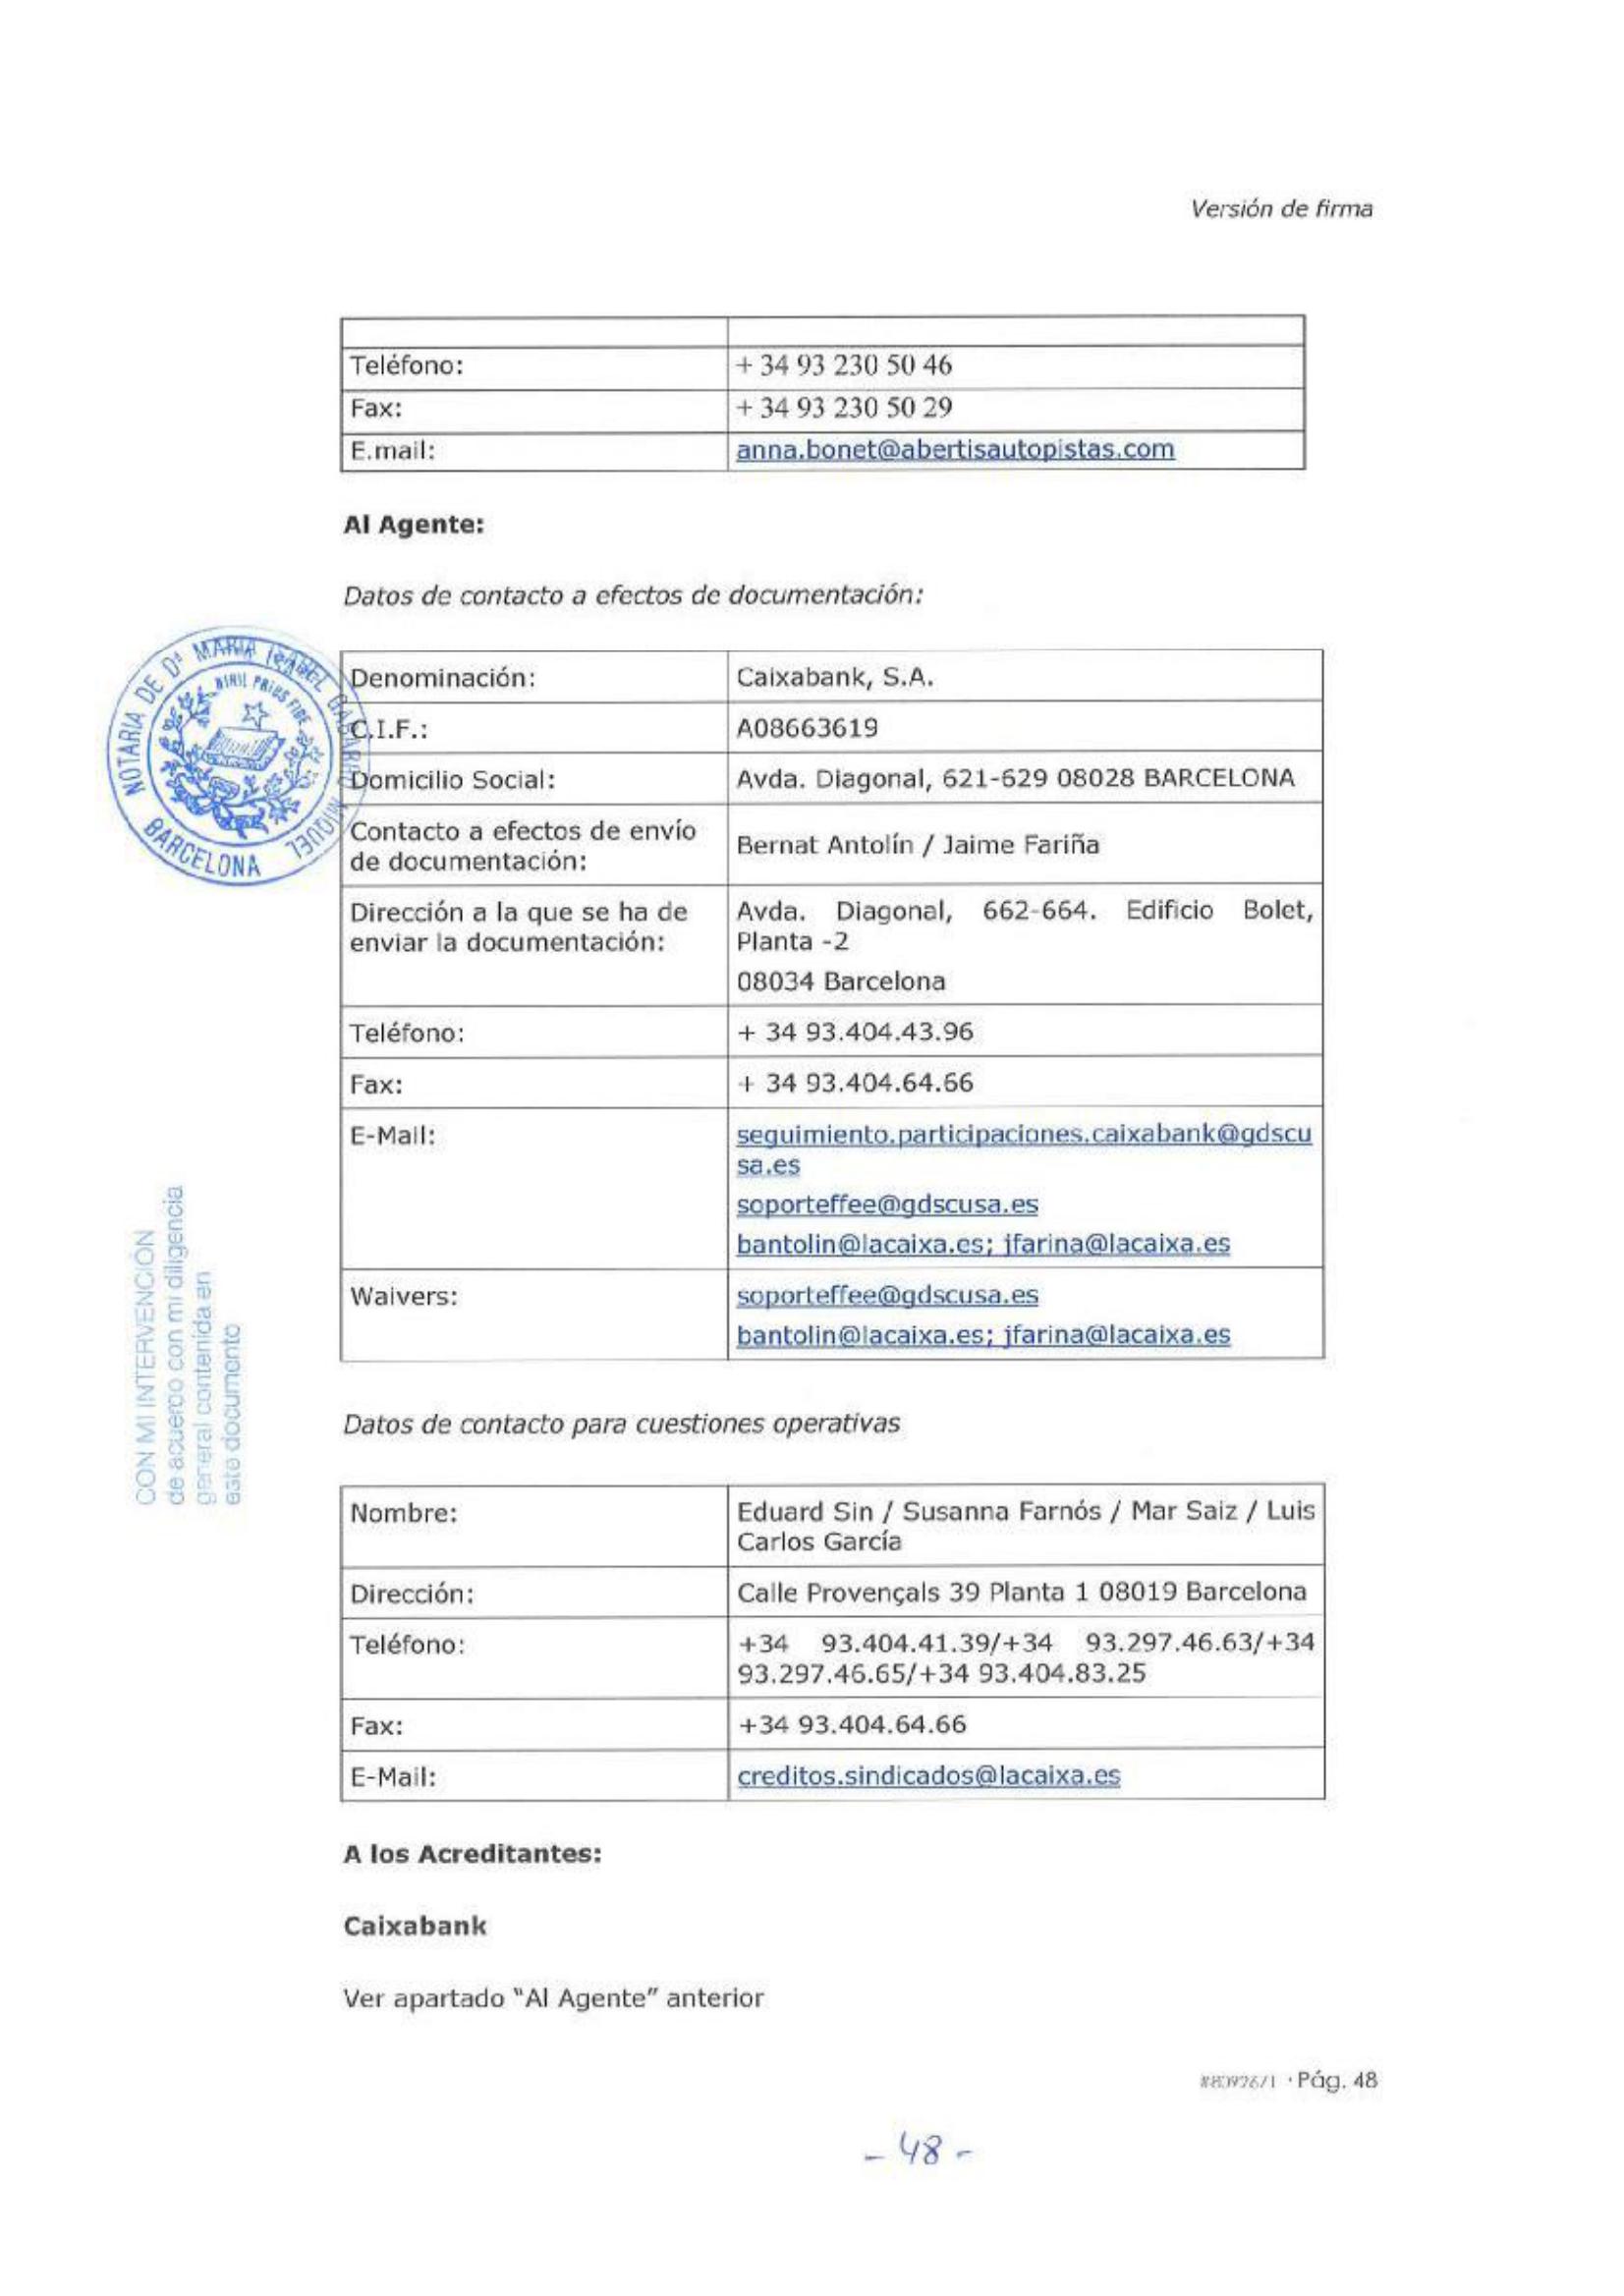 Versión de firma
Teléfono: + 34 93 230 50 46
Fax: + 34 93 230 50 29
E.mail: anna.bonet@abertisautopistas.com
Al Agente:
Datos de contacto a efectos de documentación:
Denominación: Caixabank, S.A.
C.I.F.: A08663619
Domicilio Social: Avda. Diagonal, 621-629 08028 BARCELONA
Contacto a efectos de envío
de documentación:
Bernat Antolín / Jaime Fariña
Dirección a la que se ha de
enviar la documentación:
Avda. Diagonal, 662-664. Edificio Bolet,
Planta -2
08034 Barcelona
Teléfono: + 34 93.404.43.96
Fax: + 34 93.404.64.66
E-Mail: seguimiento.participaciones.caixabank@gdscu
sa.es
soporteffee@gdscusa.es
bantolin@lacaixa.es; jfarina@lacaixa.es
Waivers: soporteffee@gdscusa.es
bantolin@lacaixa.es; jfarina@lacaixa.es
Datos de contacto para cuestiones operativas
Nombre: Eduard Sin / Susanna Farnós / Mar Saiz / Luis
Carlos García
Dirección: Calle Provençals 39 Planta 1 08019 Barcelona
Teléfono: +34 93.404.41.39/+34 93.297.46.63/+34
93.297.46.65/+34 93.404.83.25
Fax: +34 93.404.64.66
E-Mail: creditos.sindicados@lacaixa.es
A los Acreditantes:
Caixabank
Ver apartado "Al Agente" anterior
· Pág. 48
- 48 -
NOTARIA DE Dª MARIA ISABEL GABARRÓ MIQUEL
BARCELONA
NIHIL PRIUS FIDE
CON MI INTERVENCIÓN
de acuerdo con mi diligencia
general contenida en
este documento